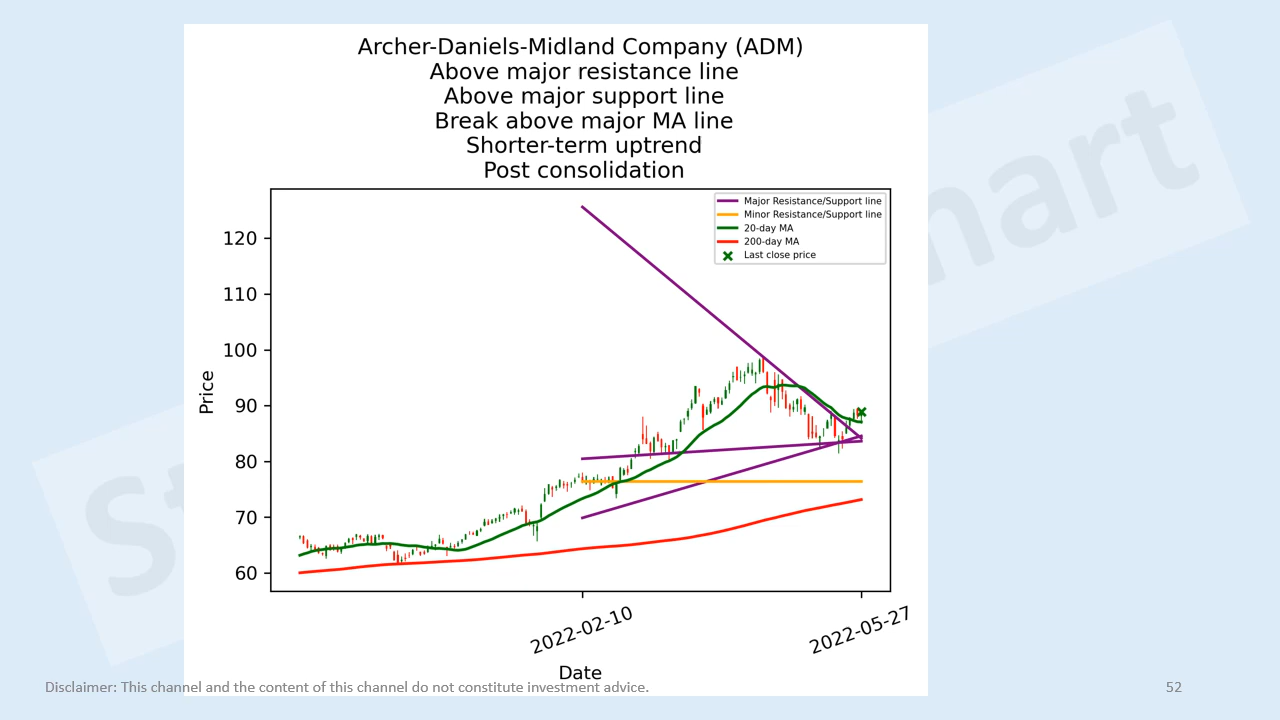 Archer-Daniels-Midland Company (ADM)
Above major resistance line
Above major support line
Break above major MA line
Shorter-term uptrend
Post consolidation
Major Resistance/Support line
Minor Resistance/Support line
20-day MA
200-day MA
Last close price
120
110
100
90
80
70
60
Price
2022-02-10
2022-05-27
Date
Disclaimer: This channel and the content of this channel do not constitute investment advice.
52